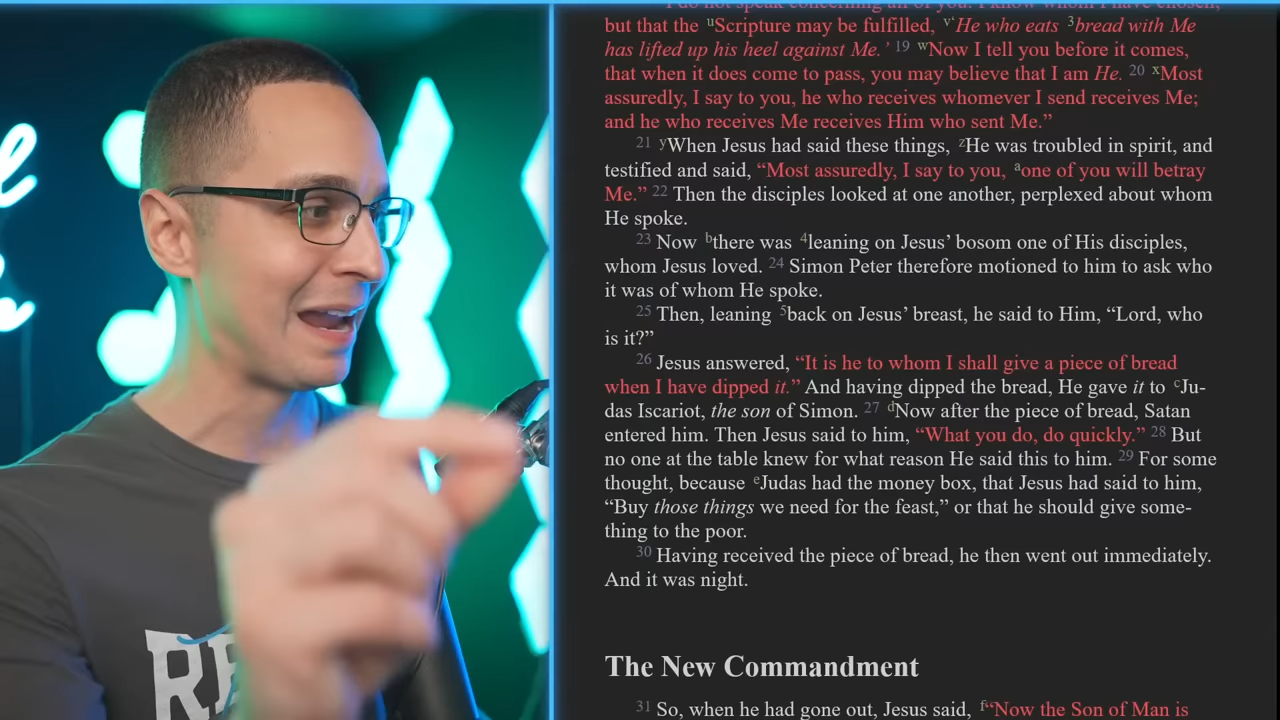 I do not speak concerning all of you. I know whom I have chosen;
but that the uScripture may be fulfilled, v‘He who eats 3bread with Me
has lifted up his heel against Me.’ 19 wNow I tell you before it comes,
that when it does come to pass, you may believe that I am He. 20 xMost
assuredly, I say to you, he who receives whomever I send receives Me;
and he who receives Me receives Him who sent Me.”
21 yWhen Jesus had said these things, zHe was troubled in spirit, and
testified and said, “Most assuredly, I say to you, aone of you will betray
Me.” 22 Then the disciples looked at one another, perplexed about whom
He spoke.
23 Now bthere was 4leaning on Jesus’ bosom one of His disciples,
whom Jesus loved. 24 Simon Peter therefore motioned to him to ask who
it was of whom He spoke.
25 Then, leaning 5back on Jesus’ breast, he said to Him, “Lord, who
is it?”
26 Jesus answered, “It is he to whom I shall give a piece of bread
when I have dipped it.” And having dipped the bread, He gave it to cJu-
das Iscariot, the son of Simon. 27 dNow after the piece of bread, Satan
entered him. Then Jesus said to him, “What you do, do quickly.” 28 But
no one at the table knew for what reason He said this to him. 29 For some
thought, because eJudas had the money box, that Jesus had said to him,
“Buy those things we need for the feast,” or that he should give some-
thing to the poor.
30 Having received the piece of bread, he then went out immediately.
And it was night.
The New Commandment
31 So, when he had gone out, Jesus said, f“Now the Son of Man is